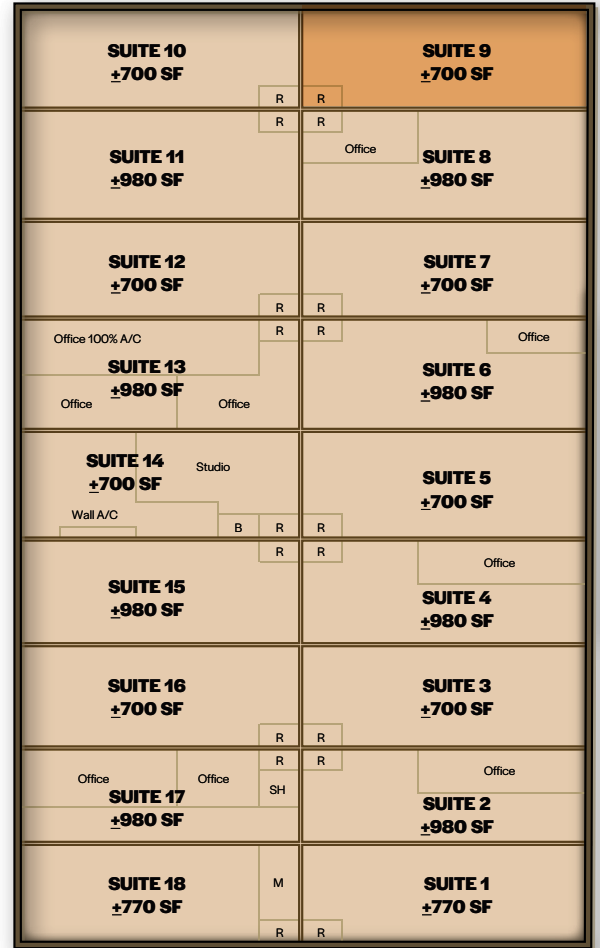 SUITE 10
±700 SF
R
SUITE 9
±700 SF
R
R
SUITE 11
±980 SF
R
Office
SUITE 8
±980 SF
SUITE 12
±700 SF
R
SUITE 7
±700 SF
R
Office 100% A/C
R
SUITE 13
±980 SF
Office
Office
R
Office
SUITE 6
±980 SF
SUITE 14
±700 SF
Studio
Wall A/C
B
R
SUITE 5
±700 SF
R
R
SUITE 15
±980 SF
R
Office
SUITE 4
±980 SF
SUITE 16
±700 SF
R
SUITE 3
±700 SF
R
Office
Office
R
SH
SUITE 17
±980 SF
R
Office
SUITE 2
±980 SF
SUITE 18
±770 SF
M
R
SUITE 1
±770 SF
R